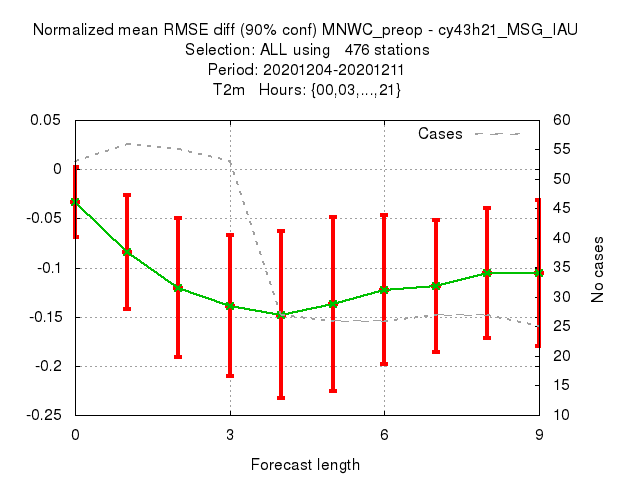 Normalized mean RMSE diff (90% conf) MNWC_preop - cy43h21_MSG_IAU
Selection: ALL using   476 stations
Period: 20201204-20201211
T2m   Hours: {00,03,...,21}
Cases
0.05
0
-0.05
-0.1
-0.15
-0.2
-0.25
60
55
50
45
40
35
30
25
20
15
10
No cases
0 3 6 9
Forecast length